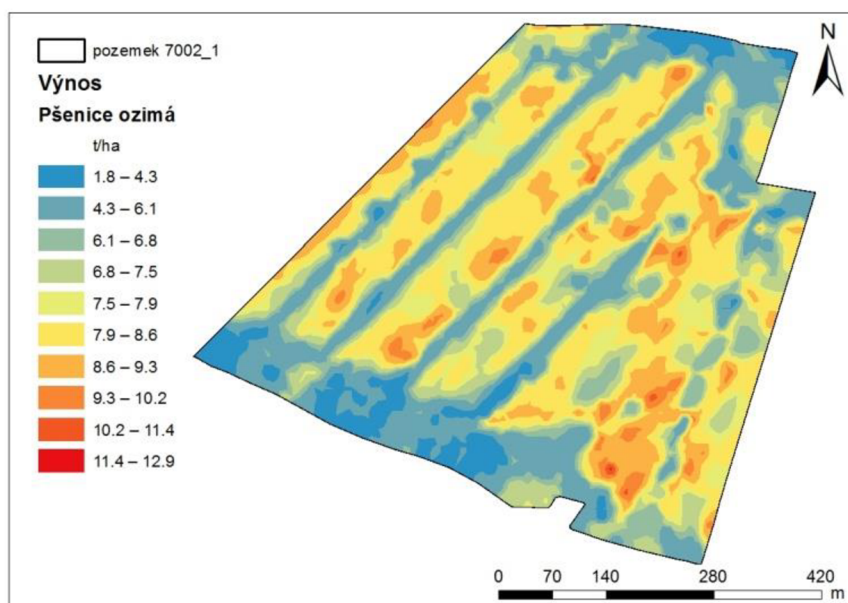 pozemek 7002_1
Výnos
Pšenice ozimá
t/ha
1.8 – 4.3
4.3 – 6.1
6.1 – 6.8
6.8 – 7.5
7.5 – 7.9
7.9 – 8.6
8.6 – 9.3
9.3 – 10.2
10.2 – 11.4
11.4 – 12.9
N
0 70 140 280 420
m